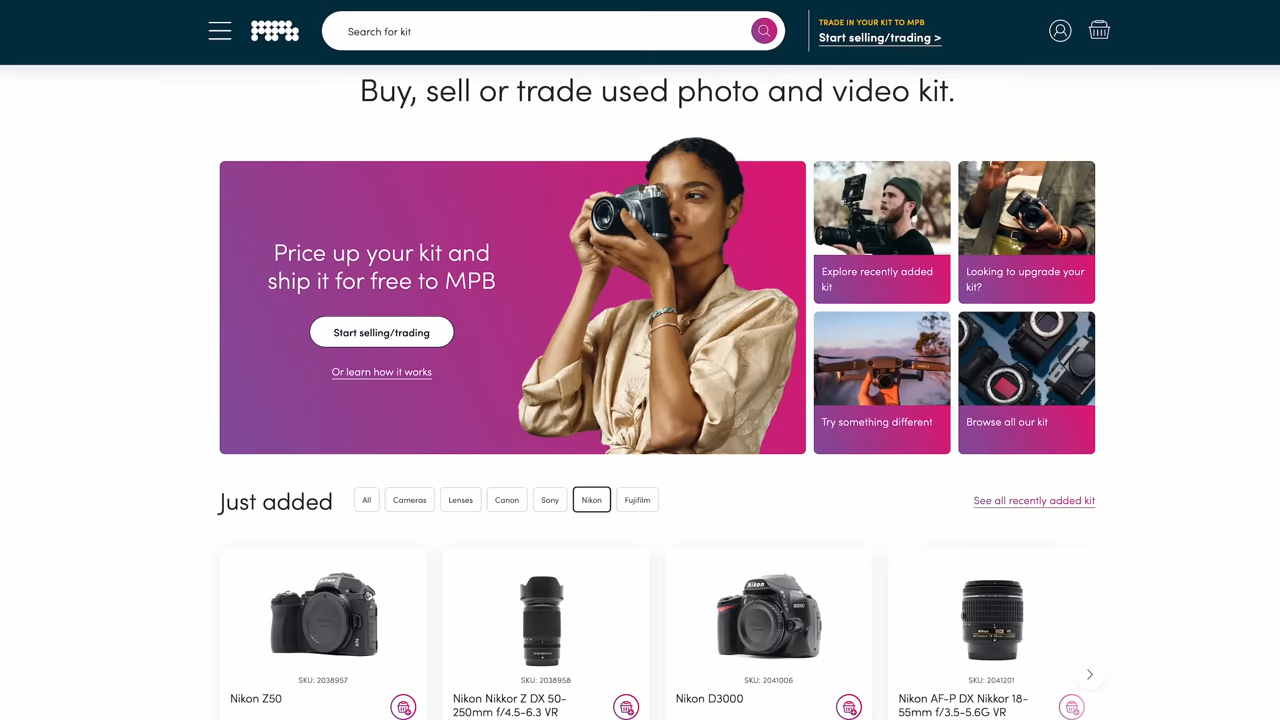 mpb
Search for kit
TRADE IN YOUR KIT TO MPB
Start selling/trading >
Buy, sell or trade used photo and video kit.
Price up your kit and
ship it for free to MPB
Start selling/trading
Or learn how it works
Explore recently added
kit
Looking to upgrade your
kit?
Try something different
Browse all our kit
Just added
All
Cameras
Lenses
Canon
Sony
Nikon
Fujifilm
See all recently added kit
Nikon
Nikon
D3000
SKU: 2038957
SKU: 2038958
SKU: 2041006
SKU: 2041201
Nikon Z50
Nikon Nikkor Z DX 50-
250mm f/4.5-6.3 VR
Nikon D3000
Nikon AF-P DX Nikkor 18-
55mm f/3.5-5.6G VR